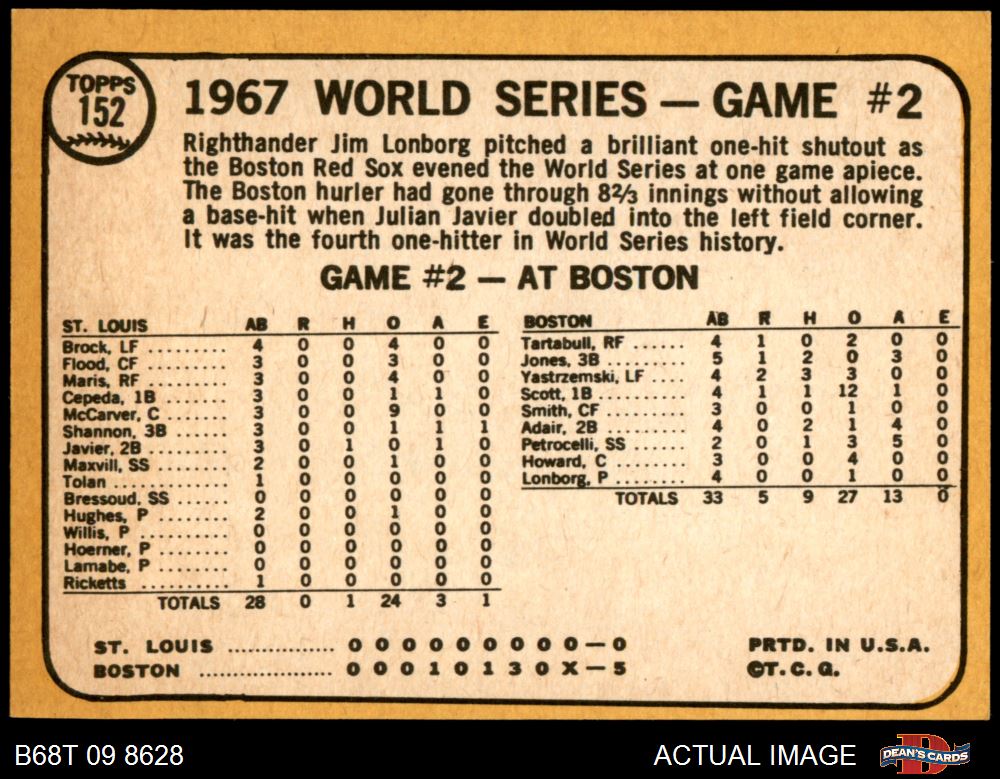 TOPPS
152
1967 WORLD SERIES — GAME #2
Righthander Jim Lonborg pitched a brilliant one-hit shutout as
the Boston Red Sox evened the World Series at one game apiece.
The Boston hurler had gone through 8⅔ innings without allowing
a base-hit when Julian Javier doubled into the left field corner.
It was the fourth one-hitter in World Series history.
GAME #2 — AT BOSTON
ST. LOUIS AB R H O A E
Brock, LF ......... 4 0 0 4 0 0
Flood, CF ......... 3 0 0 3 0 0
Maris, RF ......... 3 0 0 4 0 0
Cepeda, 1B ........ 3 0 0 1 1 0
McCarver, C ....... 3 0 0 9 0 0
Shannon, 3B ....... 3 0 0 1 1 1
Javier, 2B ........ 3 0 1 0 1 0
Maxvill, SS ....... 2 0 0 1 0 0
Tolan ............. 1 0 0 0 0 0
Bressoud, SS ...... 0 0 0 0 0 0
Hughes, P ......... 2 0 0 1 0 0
Willis, P ......... 0 0 0 0 0 0
Hoerner, P ........ 0 0 0 0 0 0
Lamabe, P ......... 0 0 0 0 0 0
Ricketts .......... 1 0 0 0 0 0
TOTALS 28 0 1 24 3 1
BOSTON AB R H O A E
Tartabull, RF ...... 4 1 0 2 0 0
Jones, 3B ......... 5 1 2 0 3 0
Yastrzemski, LF .... 4 2 3 3 0 0
Scott, 1B ......... 4 1 1 12 1 0
Smith, CF ......... 3 0 0 1 0 0
Adair, 2B ......... 4 0 2 1 4 0
Petrocelli, SS ...... 2 0 1 3 5 0
Howard, C ........ 3 0 0 4 0 0
Lonborg, P ........ 4 0 0 1 0 0
TOTALS 33 5 9 27 13 0
ST. LOUIS ................ 0 0 0 0 0 0 0 0 0 — 0
BOSTON .................... 0 0 0 1 0 1 3 0 X — 5
PRTD. IN U.S.A.
©T.C.G.
B68T 09 8628
ACTUAL IMAGE
DEAN'S CARDS